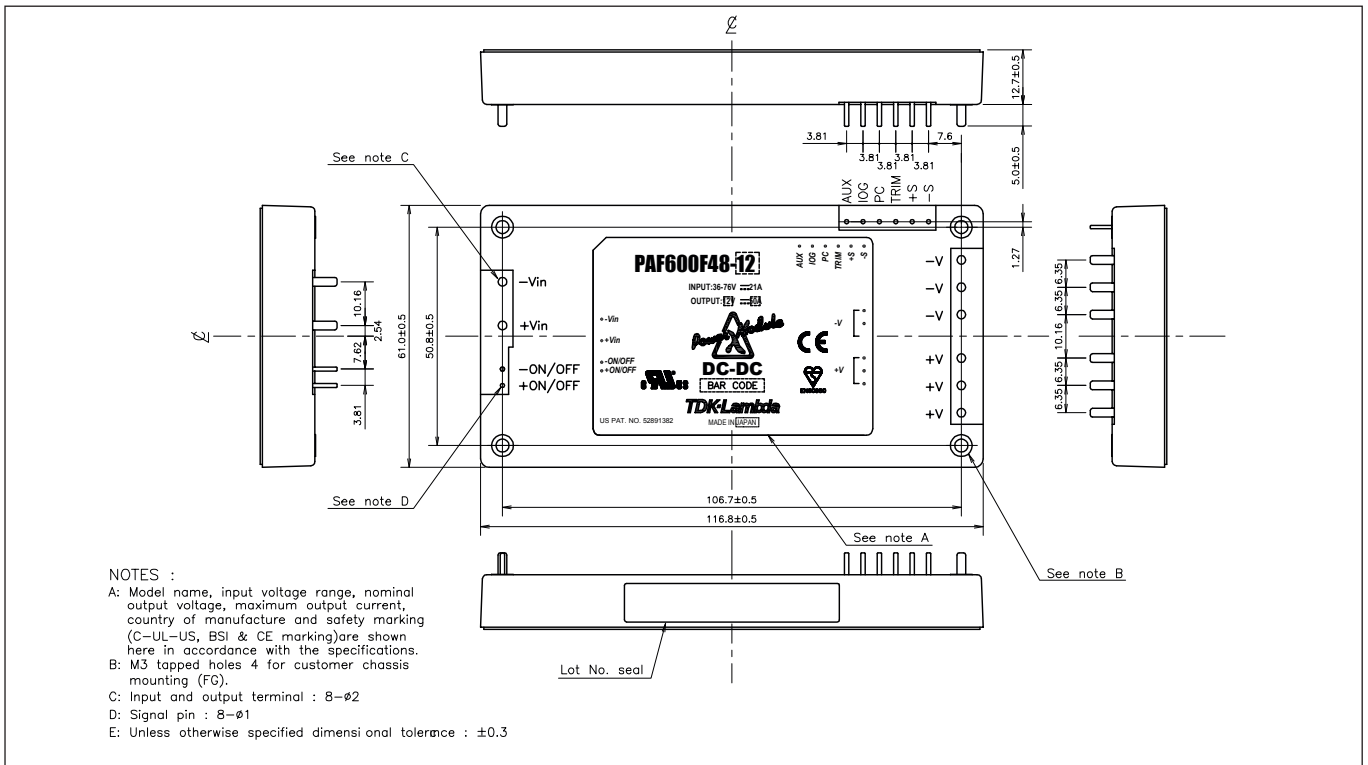 ℄
12.7±0.5
3.81
3.81
3.81
3.81
3.81
7.6
5.0±0.5
See note C
AUX
IOG
PC
TRIM
+S
−S
1.27
PAF600F48-12
INPUT:36-76V 21A
OUTPUT:12V 50A
AUX
IOG
PC
TRIM
+S
-S
−Vin
+Vin
−ON/OFF
+ON/OFF
-Vin
+Vin
-ON/OFF
+ON/OFF
-V
+V
−V
−V
−V
+V
+V
+V
Power Module
DC-DC
BAR CODE
CE
TDK-Lambda
US PAT. NO. 52891382
MADE IN JAPAN
61.0±0.5
50.8±0.5
℄
10.16
2.54
7.62
3.81
6.35
6.35
10.16
6.35
6.35
See note D
106.7±0.5
116.8±0.5
See note A
See note B
Lot No. seal
NOTES :
A: Model name, input voltage range, nominal
output voltage, maximum output current,
country of manufacture and safety marking
(C−UL−US, BSI & CE marking)are shown
here in accordance with the specifications.
B: M3 tapped holes 4 for customer chassis
mounting (FG).
C: Input and output terminal : 8−ø2
D: Signal pin : 8−ø1
E: Unless otherwise specified dimensi onal tolerance : ±0.3